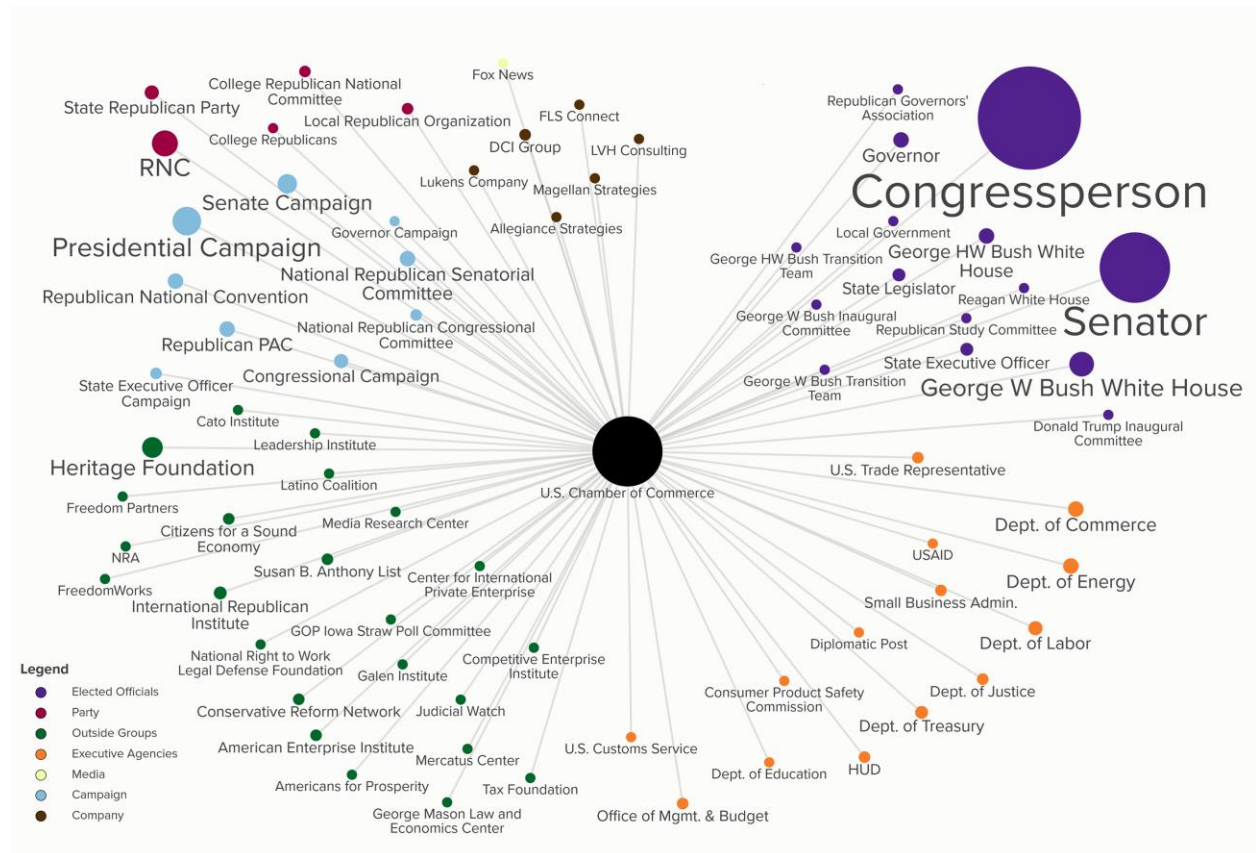 Fox News
College Republican National
Committee
State Republican Party
Local Republican Organization
College Republicans
RNC
FLS Connect
DCI Group
LVH Consulting
Lukens Company
Magellan Strategies
Allegiance Strategies
Republican Governors'
Association
Governor
Congressperson
Senate Campaign
Governor Campaign
Presidential Campaign
National Republican Senatorial
Committee
Republican National Convention
National Republican Congressional
Committee
Republican PAC
Congressional Campaign
State Executive Officer
Campaign
Local Government
George HW Bush Transition
Team
George HW Bush White
House
State Legislator
Reagan White House
George W Bush Inaugural
Committee
Republican Study Committee
Senator
State Executive Officer
George W Bush Transition
Team
George W Bush White House
Donald Trump Inaugural
Committee
Cato Institute
Leadership Institute
Heritage Foundation
Latino Coalition
Freedom Partners
Media Research Center
Citizens for a Sound
Economy
NRA
Susan B. Anthony List
FreedomWorks
Center for International
Private Enterprise
International Republican
Institute
GOP Iowa Straw Poll Committee
National Right to Work
Legal Defense Foundation
Galen Institute
Competitive Enterprise
Institute
Conservative Reform Network
Judicial Watch
American Enterprise Institute
Mercatus Center
Americans for Prosperity
Tax Foundation
George Mason Law and
Economics Center
U.S. Chamber of Commerce
U.S. Trade Representative
Dept. of Commerce
USAID
Dept. of Energy
Small Business Admin.
Diplomatic Post
Dept. of Labor
Consumer Product Safety
Commission
Dept. of Justice
Dept. of Treasury
U.S. Customs Service
Dept. of Education
HUD
Office of Mgmt. & Budget
Legend
Elected Officials
Party
Outside Groups
Executive Agencies
Media
Campaign
Company